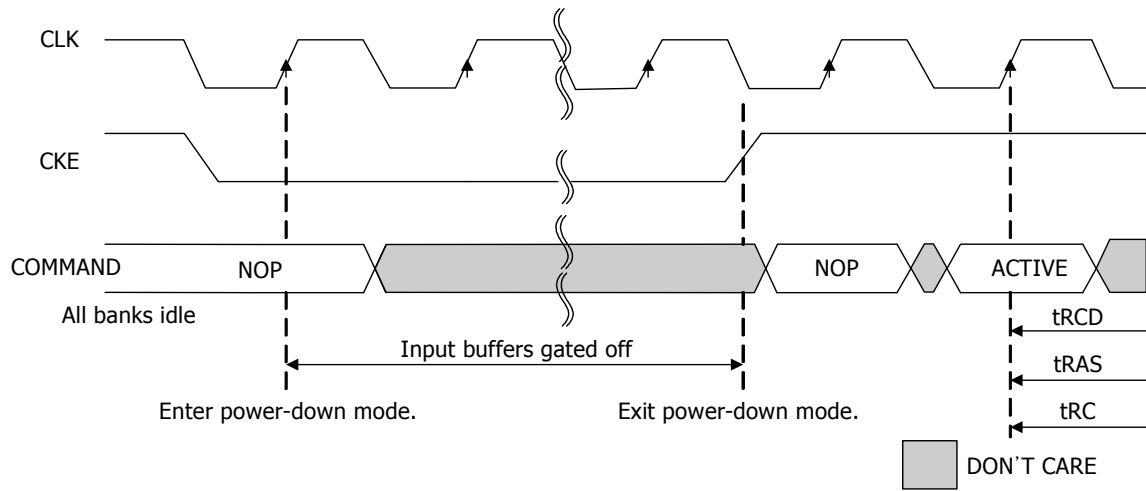 CLK
CKE
COMMAND
NOP
NOP
ACTIVE
All banks idle
tRCD
Input buffers gated off
tRAS
Enter power-down mode.
Exit power-down mode.
tRC
DON'T CARE